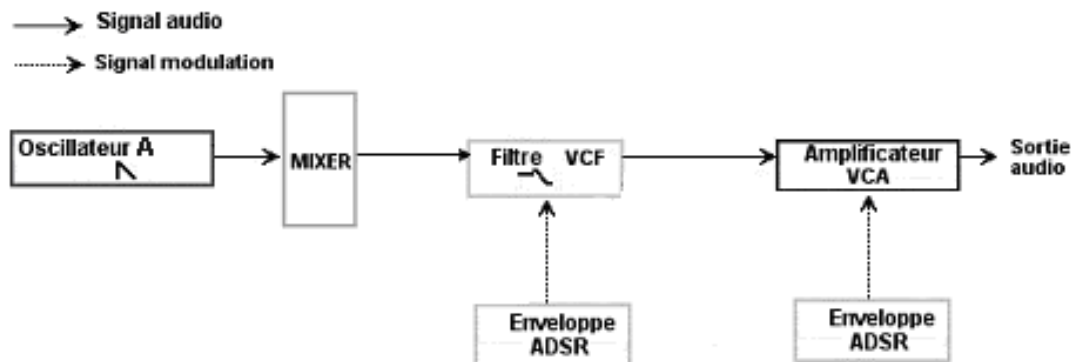 Signal audio
Signal modulation
Oscillateur A
MIXER
Filtre VCF
Amplificateur
VCA
Sortie
audio
Enveloppe
ADSR
Enveloppe
ADSR